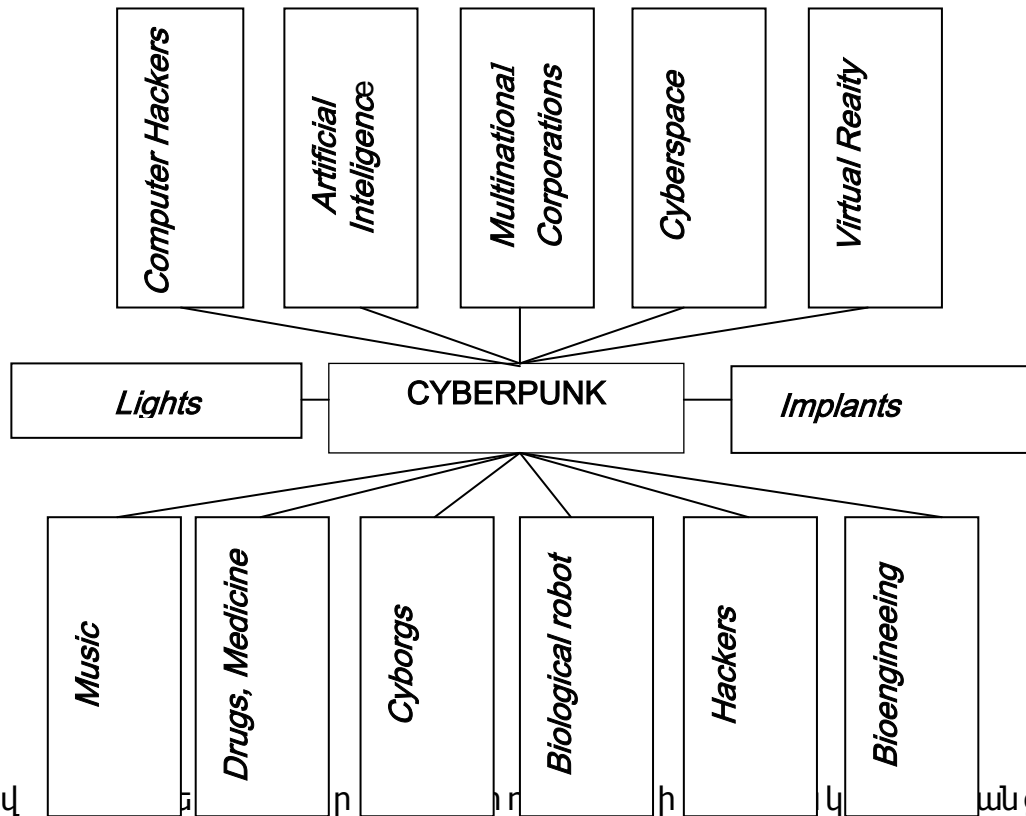 Computer Hackers
Artificial
Inteligence
Multinational
Corporations
Cyberspace
Virtual Reaity
Lights
CYBERPUNK
Implants
Music
Drugs, Medicine
Cyborgs
Biological robot
Hackers
Bioengineeing